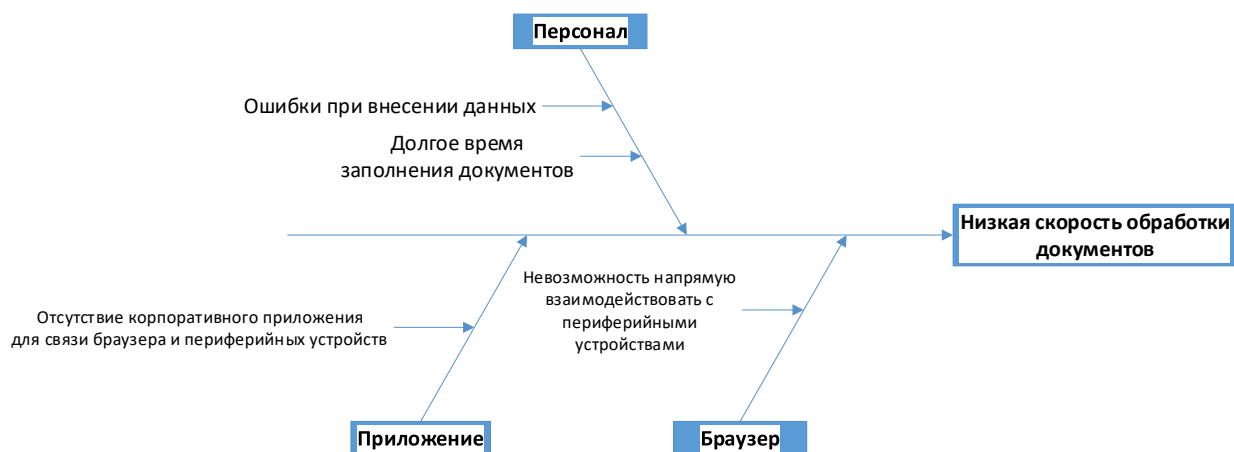 Персонал
Ошибки при внесении данных
Долгое время
заполнения документов
Низкая скорость обработки
документов
Невозможность напрямую
взаимодействовать с
периферийными
устройствами
Отсутствие корпоративного приложения
для связи браузера и периферийных устройств
Приложение
Браузер